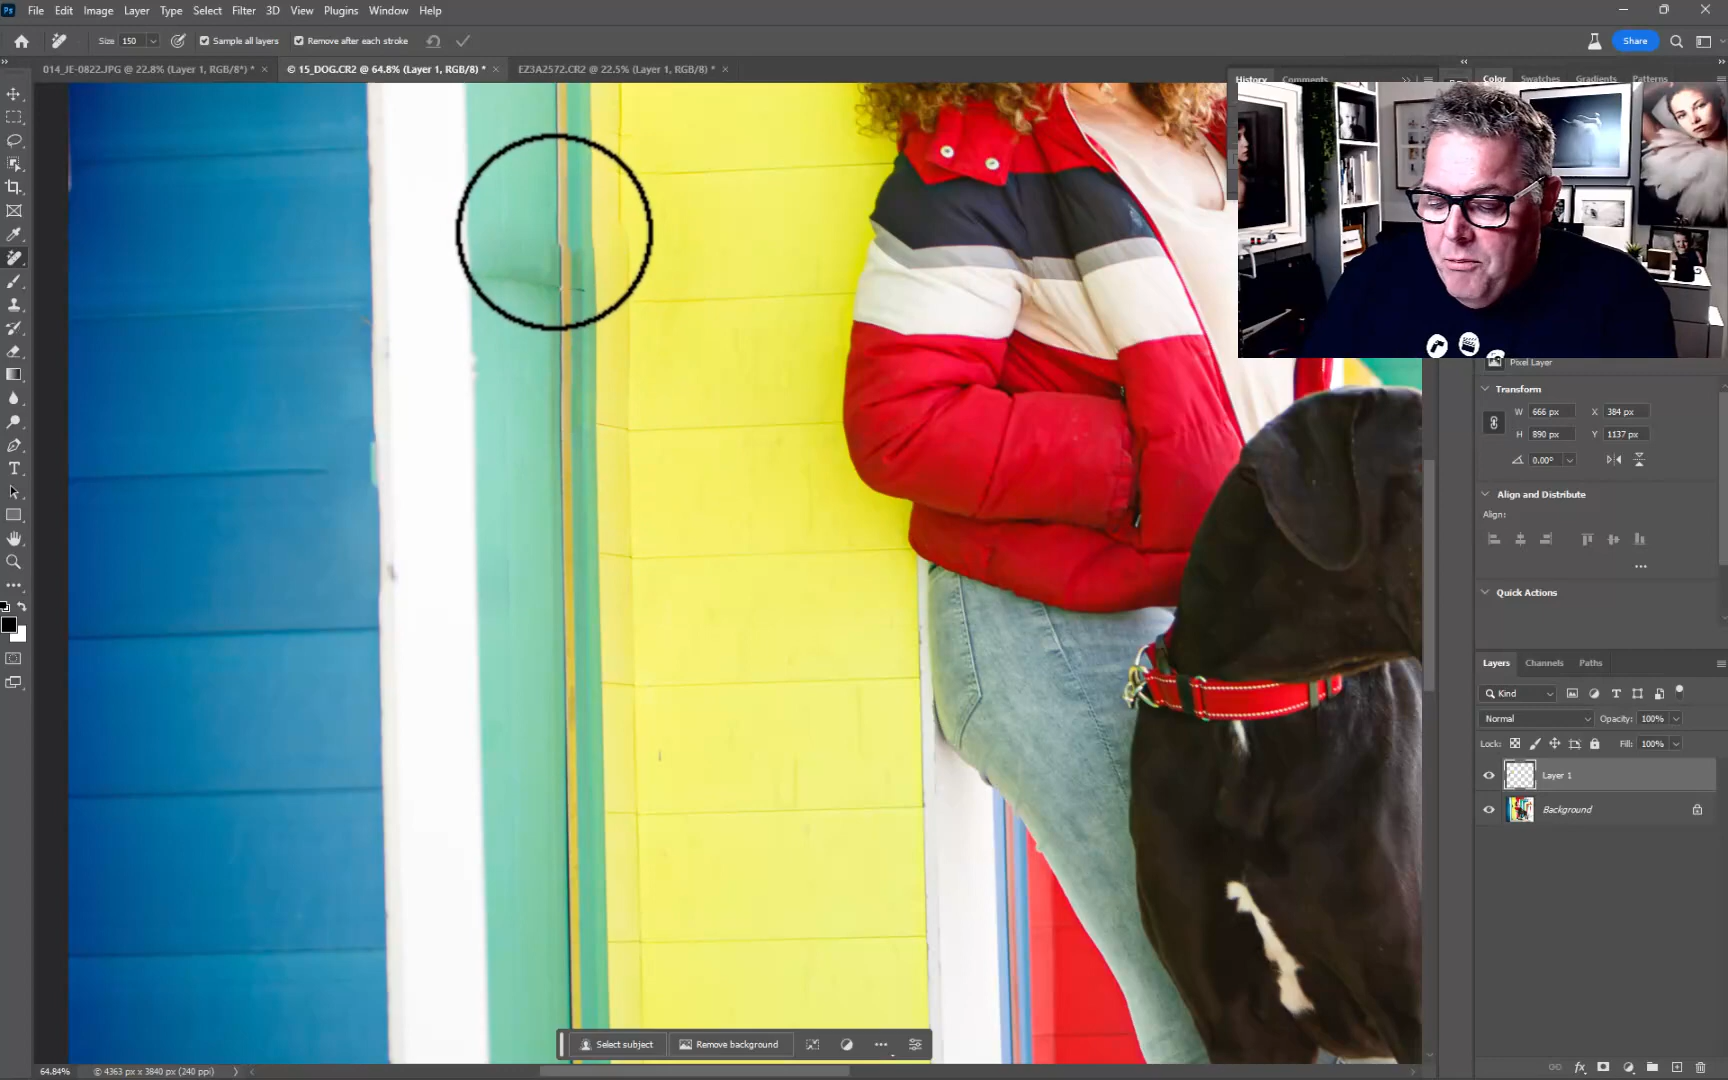 Ps File Edit Image Layer Type Select Filter 3D View Plugins Window Help
Size 150 Sample all layers Remove after each stroke Share
014_JE-0822.JPG @ 22.8% (Layer 1, RGB/8*) * × © 15_DOG.CR2 @ 64.8% (Layer 1, RGB/8) * × EZ3A2572.CR2 @ 22.5% (Layer 1, RGB/8) * ×
History Comments Color Swatches Gradients Patterns
Pixel Layer
Transform
W 666 px X 384 px
H 890 px Y 1137 px
0.00°
Align and Distribute
Align:
Quick Actions
Layers Channels Paths
Kind
Normal Opacity: 100%
Lock: Fill: 100%
Layer 1
Background
Select subject Remove background
64.84% © 4363 px x 3840 px (240 ppi)